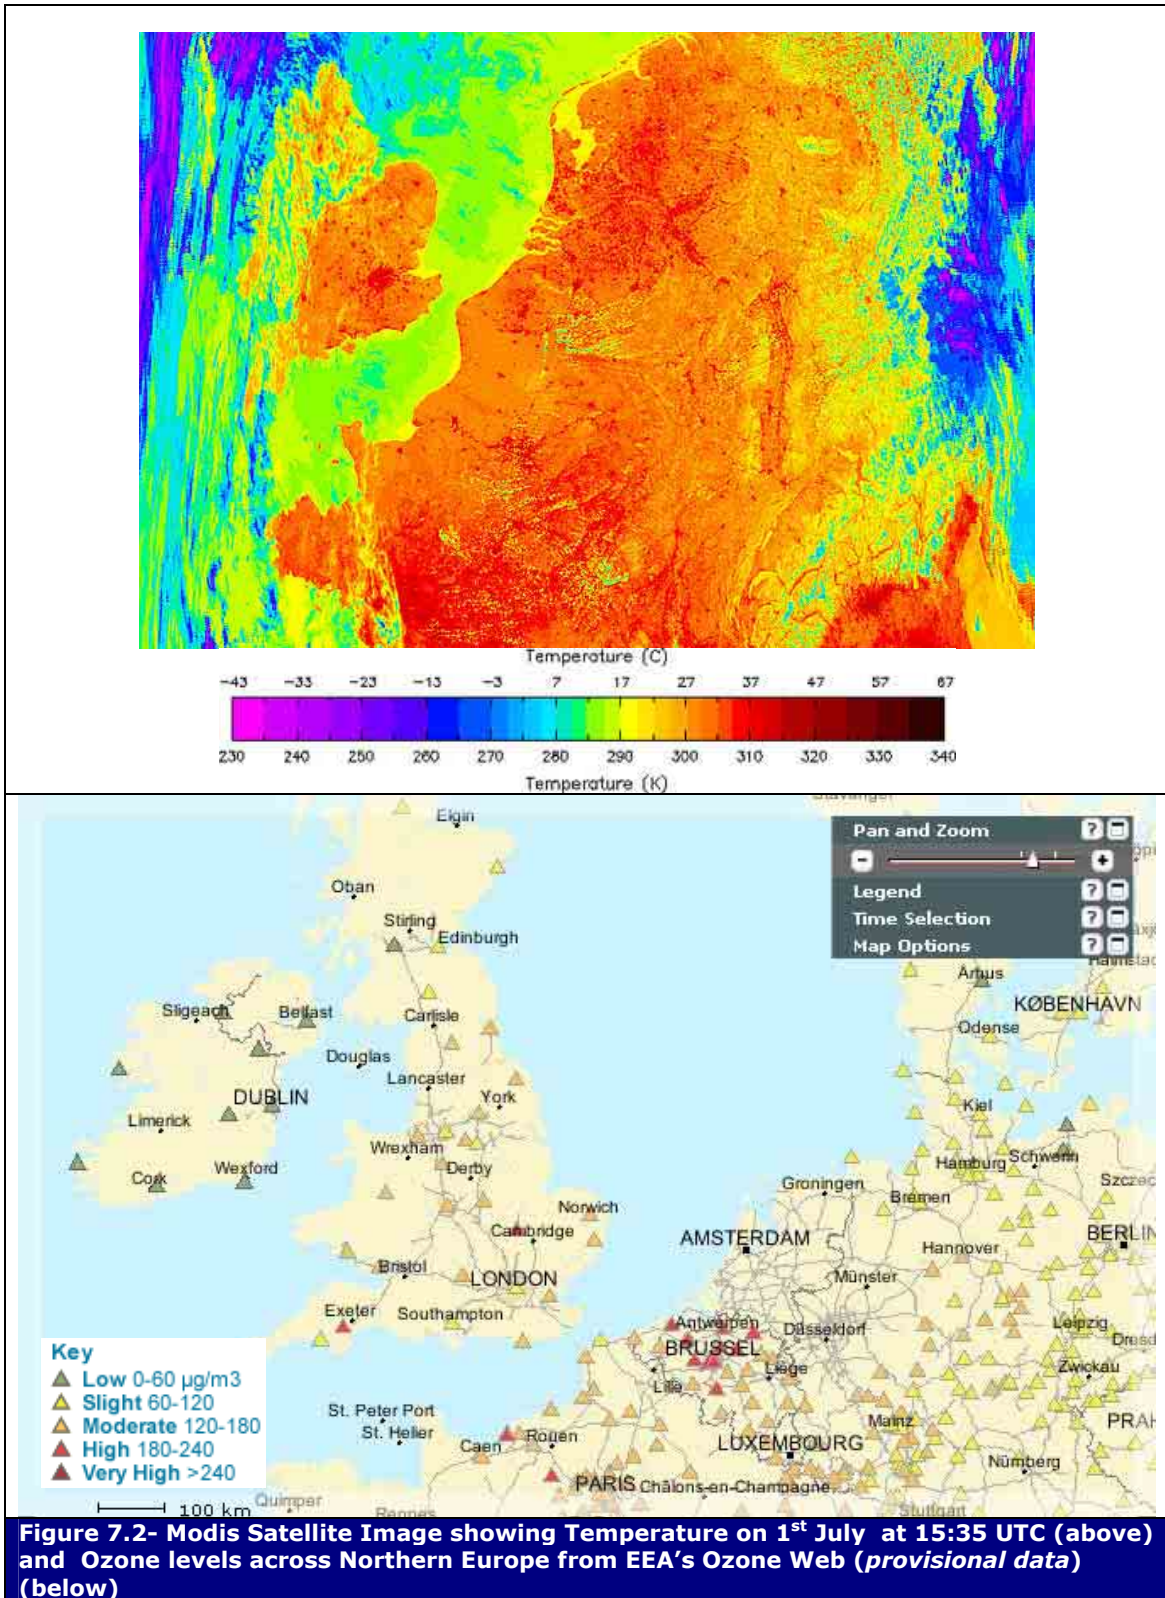 Temperature (C)
-43 -33 -23 -13 -3 7 17 27 37 47 57 67
230 240 250 260 270 280 290 300 310 320 330 340
Temperature (K)
Stavanger
Elgin
Pan and Zoom
Oban
Legend
Stirling
Edinburgh
Time Selection
Map Options
Halmstad
Århus
Sligeach
Belfast
Carlisle
KØBENHAVN
Odense
Douglas
Lancaster
DUBLIN
York
Kiel
Limerick
Wrexham
Derby
Hamburg
Schwerin
Cork
Wexford
Groningen
Bremen
Norwich
Cambridge
AMSTERDAM
BERLIN
Hannover
Bristol
LONDON
Münster
Exeter
Southampton
Antwerpen
Düsseldorf
Leipzig
BRUSSEL
Liège
Lille
Zwickau
Key
Low 0-60 µg/m3
Slight 60-120
Moderate 120-180
High 180-240
Very High >240
St. Peter Port
St. Helier
Caen
Rouen
Mainz
LUXEMBOURG
Nürnberg
PARIS
Châlons-en-Champagne
100 km
Quimper
Rennes
Stuttgart
Figure 7.2- Modis Satellite Image showing Temperature on 1st July at 15:35 UTC (above)
and Ozone levels across Northern Europe from EEA's Ozone Web (provisional data)
(below)